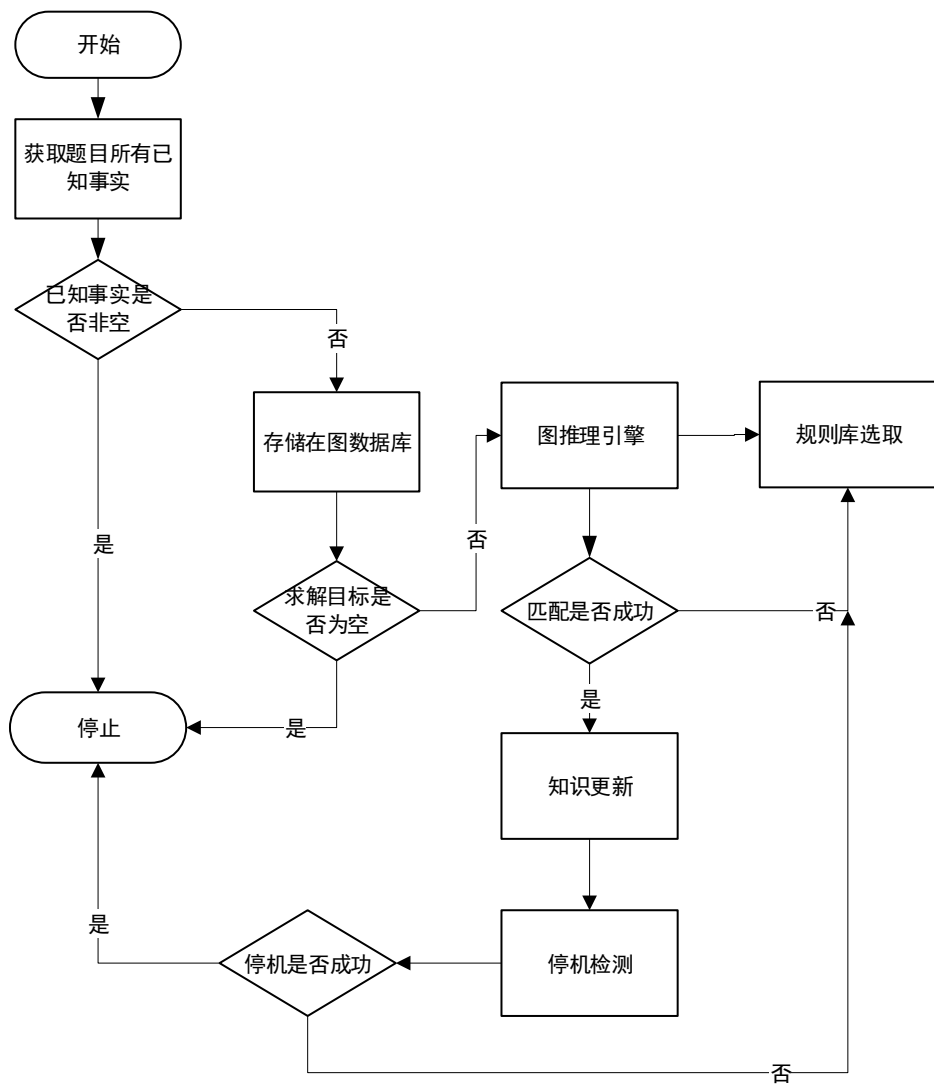 开始
获取题目所有已
知事实
已知事实是
否非空
否
存储在图数据库
图推理引擎
规则库选取
是
否
求解目标是
否为空
匹配是否成功
否
是
停止
是
知识更新
是
停机是否成功
停机检测
否